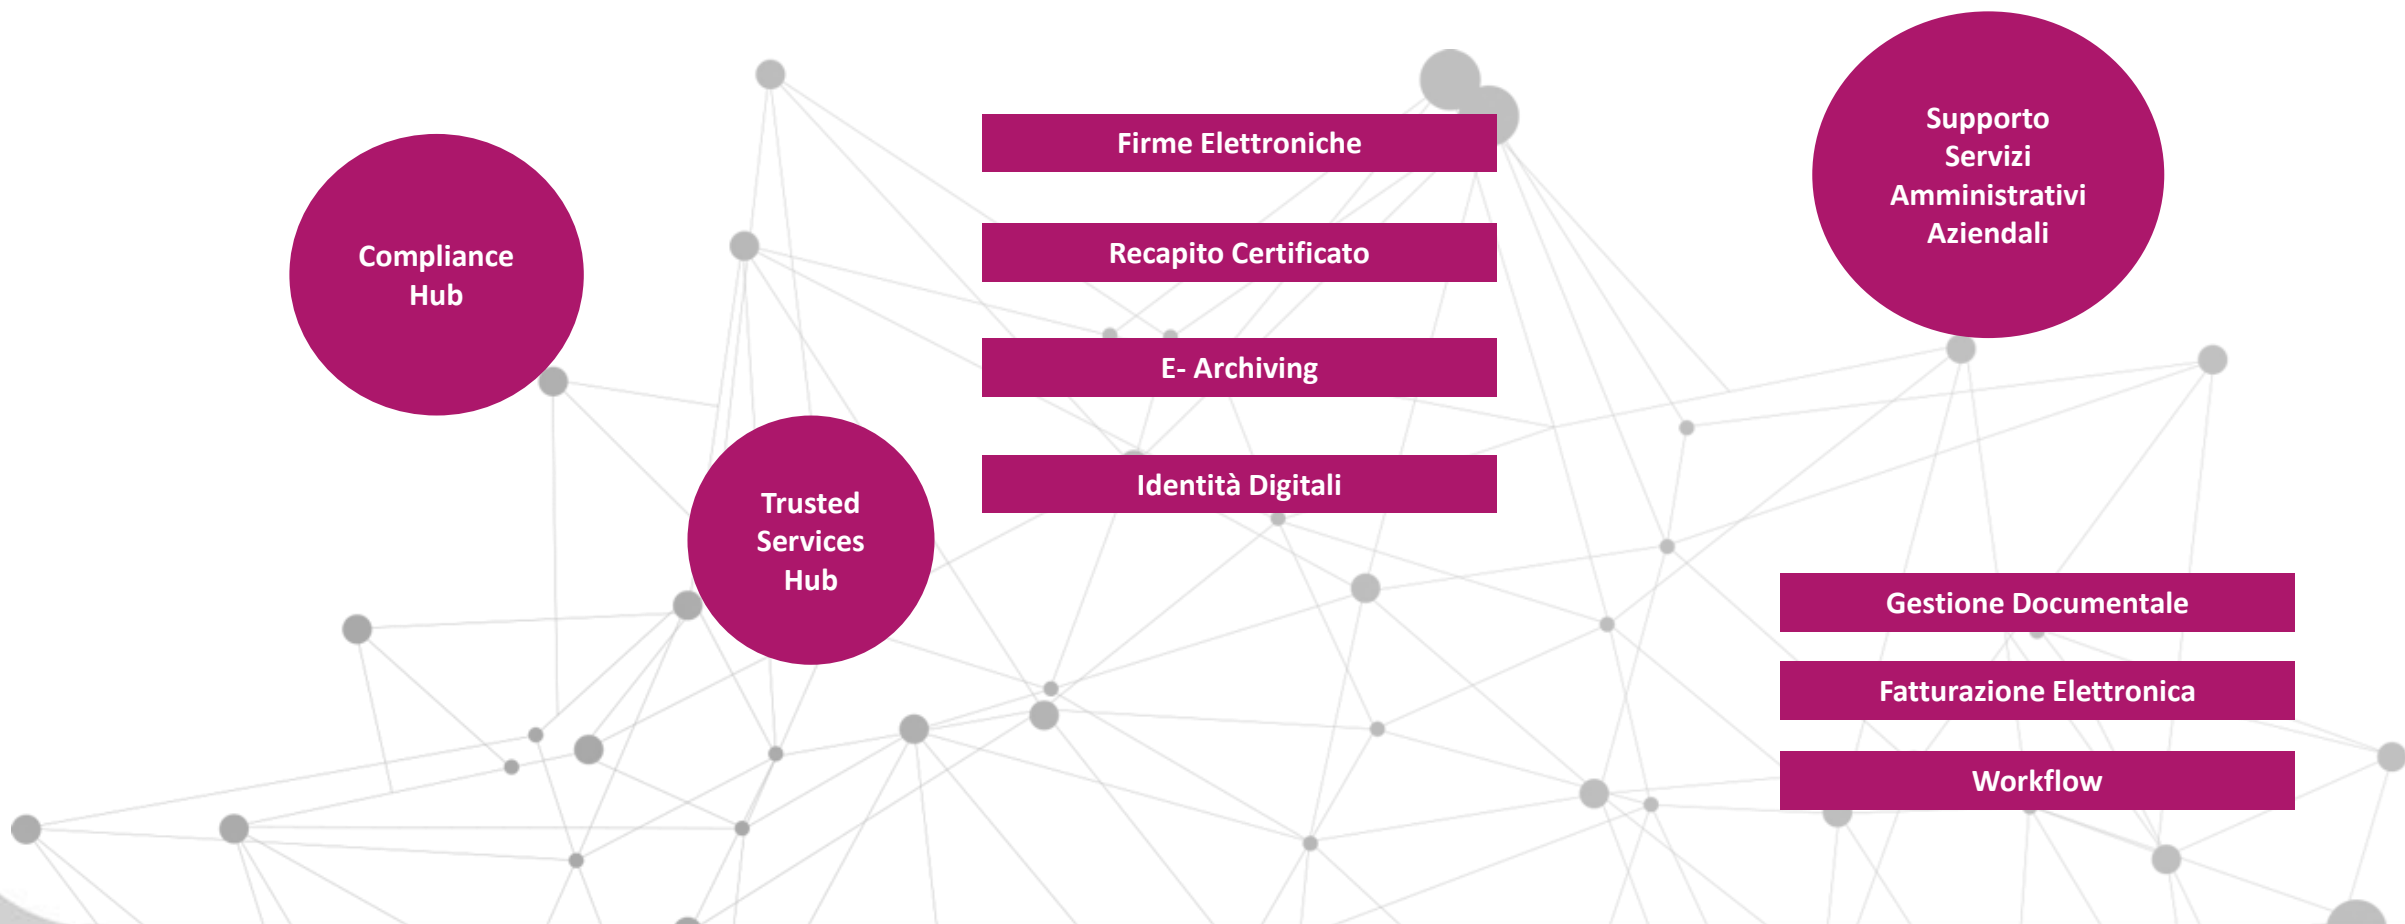 Compliance
Hub
Trusted
Services
Hub
Firme Elettroniche
Recapito Certificato
E- Archiving
Identità Digitali
Supporto
Servizi
Amministrativi
Aziendali
Gestione Documentale
Fatturazione Elettronica
Workflow